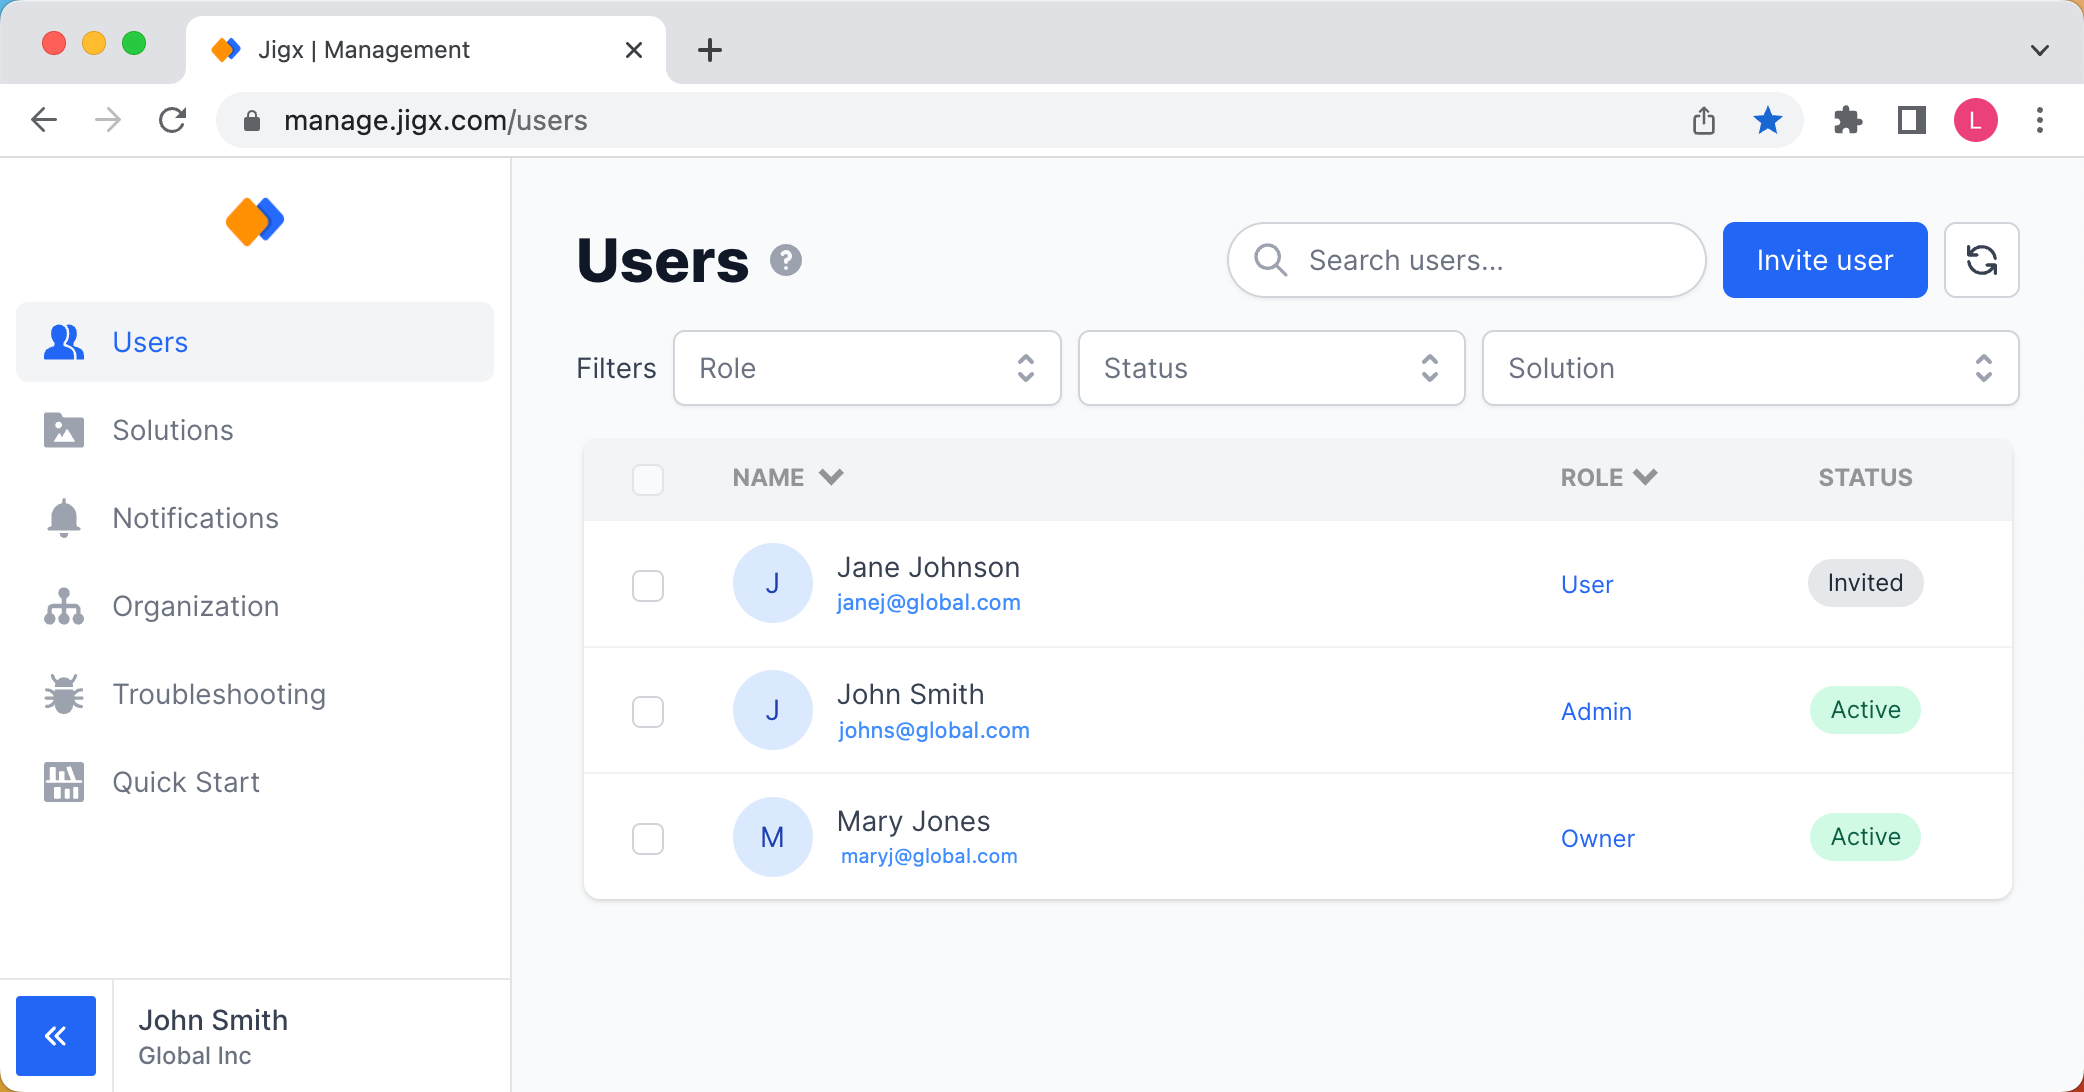 Jigx | Management
manage.jigx.com/users
L
Users
Solutions
Notifications
Organization
Troubleshooting
Quick Start
John Smith
Global Inc
Users ?
Search users...
Invite user
Filters Role Status Solution
NAME ROLE STATUS
J Jane Johnson User Invited
janej@global.com
J John Smith Admin Active
johns@global.com
M Mary Jones Owner Active
maryj@global.com